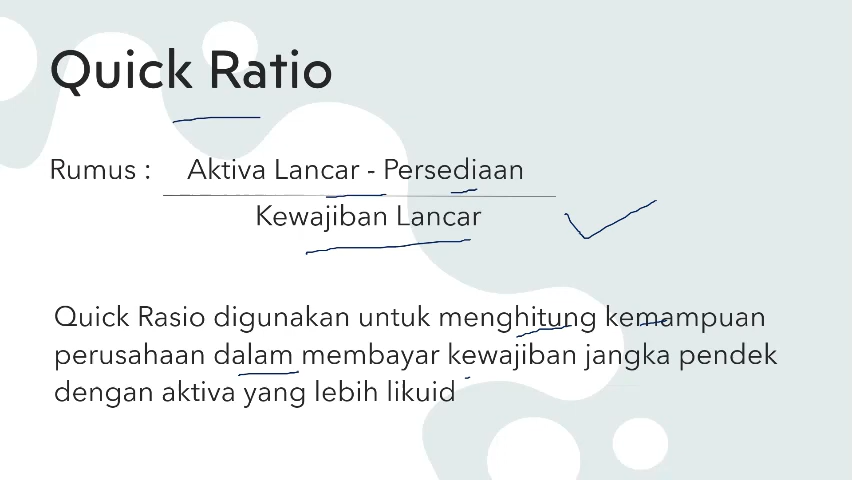 Quick Ratio
Rumus : Aktiva Lancar - Persediaan
Kewajiban Lancar
Quick Rasio digunakan untuk menghitung kemampuan
perusahaan dalam membayar kewajiban jangka pendek
dengan aktiva yang lebih likuid